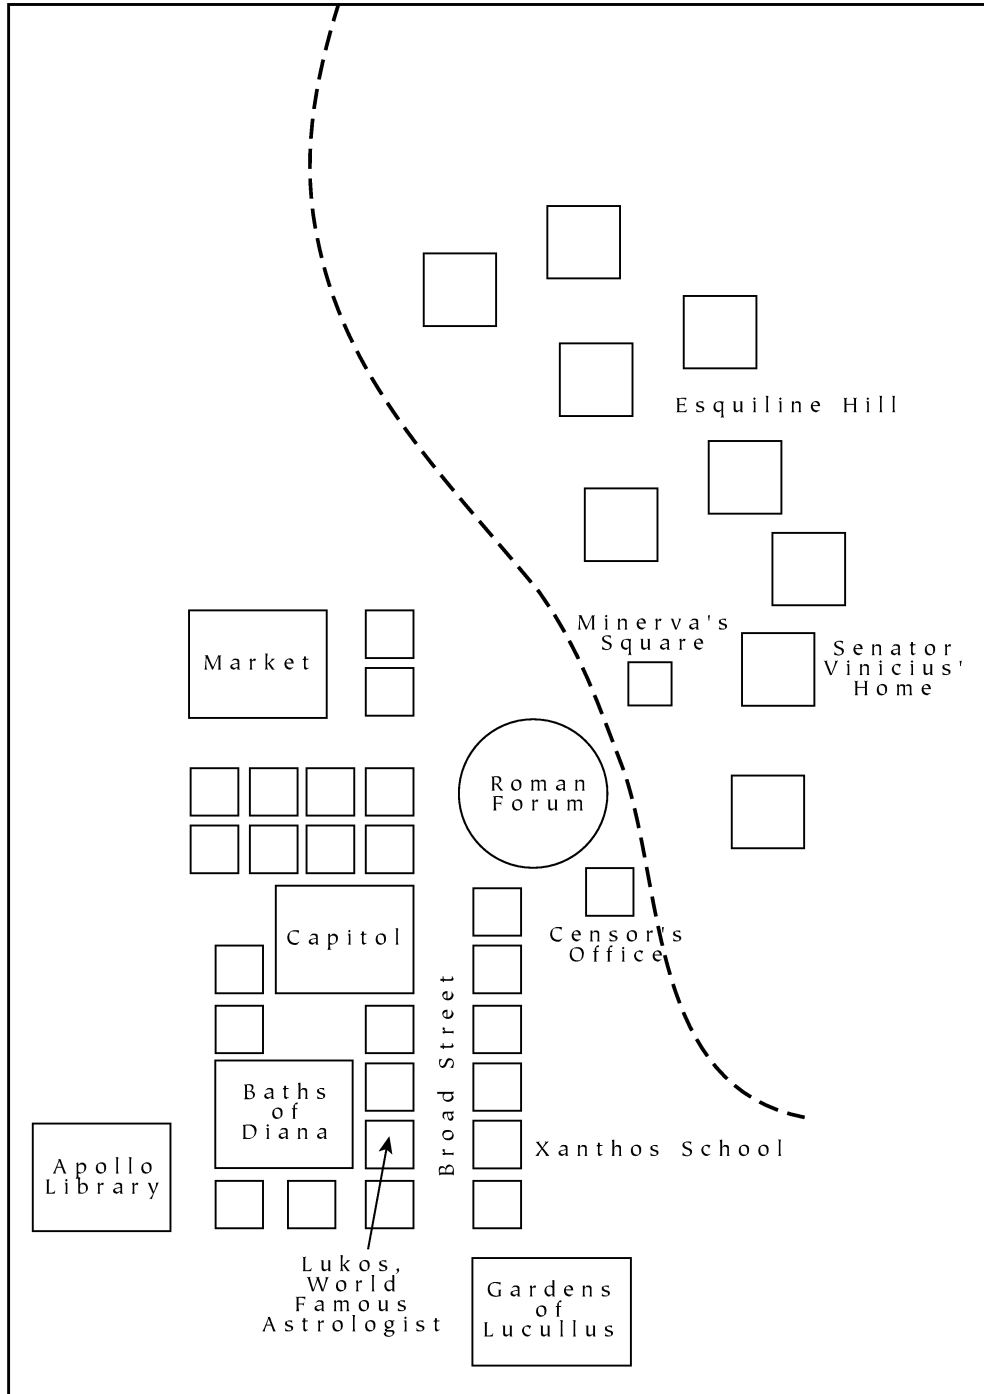 Esquiline Hill
Minerva's
Square
Senator
Vinicius'
Home
Market
Roman
Forum
Capitol
Censor's
Office
Broad Street
Baths
of
Diana
Xanthos School
Apollo
Library
Lukos,
World
Famous
Astrologist
Gardens
of
Lucullus